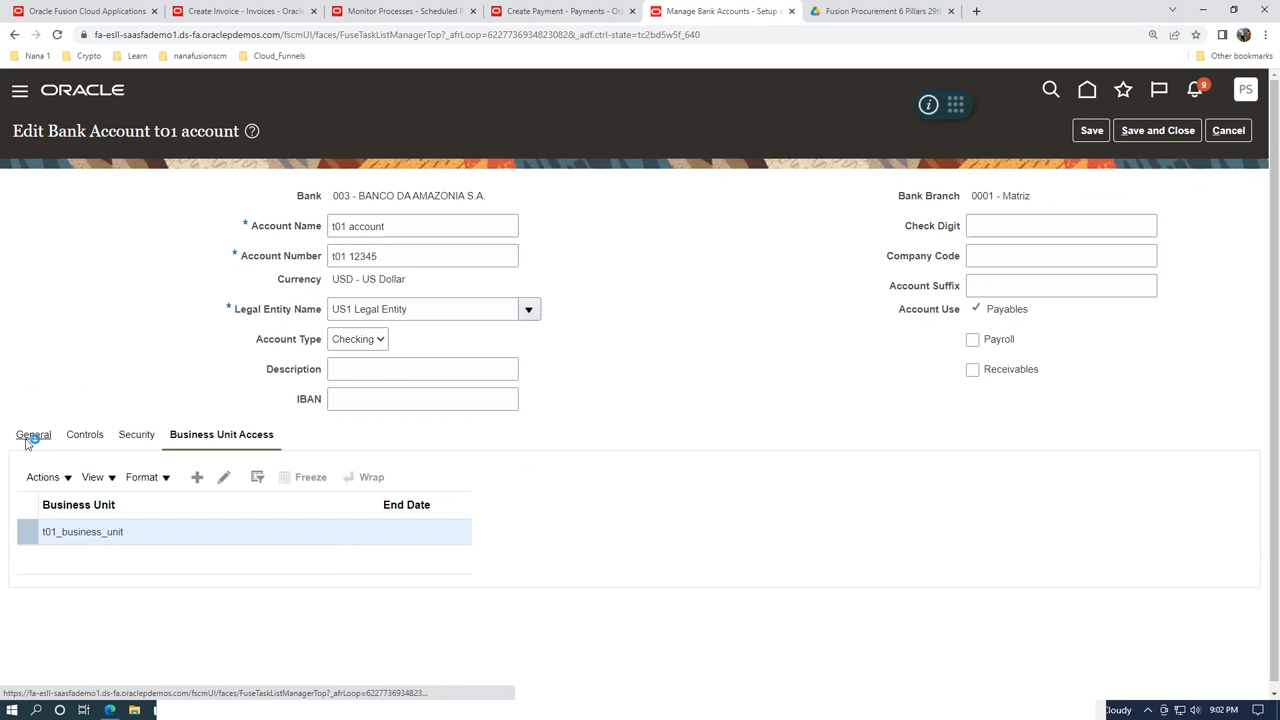 Oracle Fusion Cloud Applications
Create Invoice - Invoices - Oracle
Monitor Processes - Scheduled P
Create Payment - Payments - Ora
Manage Bank Accounts - Setup a
Fusion Procurement 6 Pillars 29th
fa-esll-saasfademo1.ds-fa.oraclepdemos.com/fscmUI/faces/FuseTaskListManagerTop?_afrLoop=62277369348230828&_adf.ctrl-state=tc2bd5w5f_640
Nana 1 Crypto Learn nanafusionscm Cloud_Funnels Other bookmarks
ORACLE 9 PS
Edit Bank Account t01 account ? Save Save and Close Cancel
Bank 003 - BANCO DA AMAZONIA S.A. Bank Branch 0001 - Matriz
* Account Name t01 account Check Digit
* Account Number t01 12345 Company Code
Currency USD - US Dollar Account Suffix
* Legal Entity Name US1 Legal Entity Account Use Payables
Account Type Checking Payroll
Description Receivables
IBAN
General Controls Security Business Unit Access
Actions View Format Freeze Wrap
Business Unit End Date
t01_business_unit
https://fa-esll-saasfademo1.ds-fa.oraclepdemos.com/fscmUI/faces/FuseTaskListManagerTop?_afrLoop=6227736934823...
Cloudy 9:02 PM